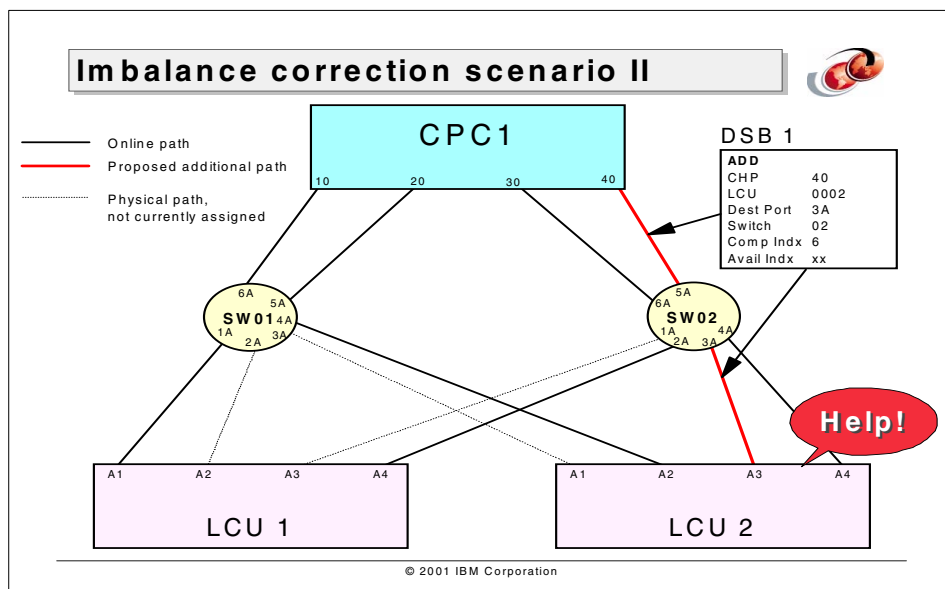 Imbalance correction scenario II
Online path
Proposed additional path
Physical path,
not currently assigned
CPC1
10 20 30 40
DSB 1
ADD
CHP 40
LCU 0002
Dest Port 3A
Switch 02
Comp Indx 6
Avail Indx xx
6A
5A
SW01 4A
1A 3A
2A
5A
6A
SW02
1A 4A
2A 3A
Help!
A1 A2 A3 A4
LCU 1
A1 A2 A3 A4
LCU 2
© 2001 IBM Corporation